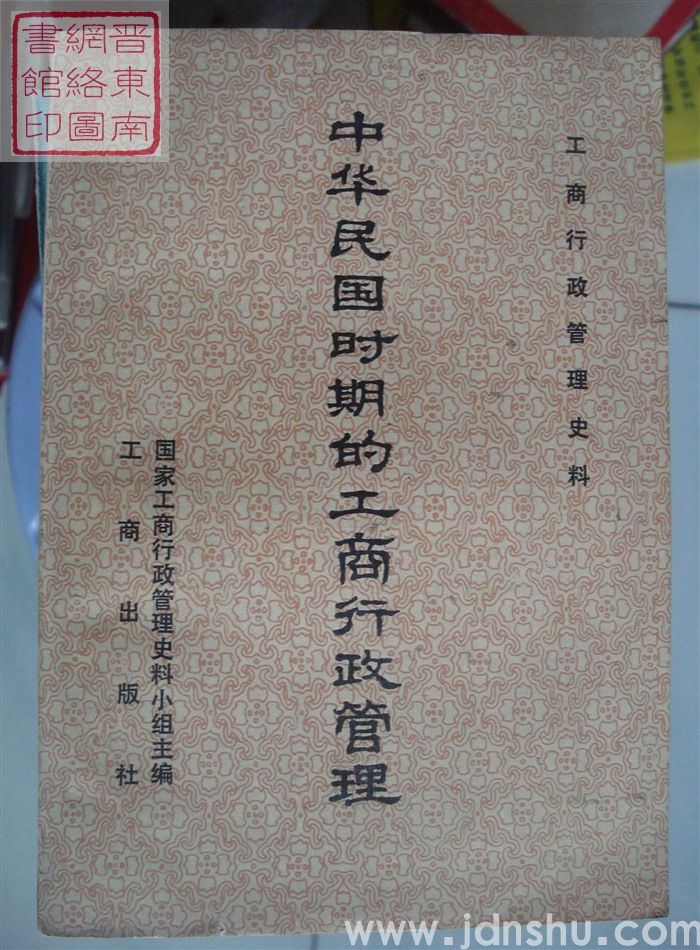 工商行政管理史料
中华民国时期的工商行政管理
国家工商行政管理史料小组主编
工商出版社
晋東南
網絡圖
書館印
www.jdnshu.com